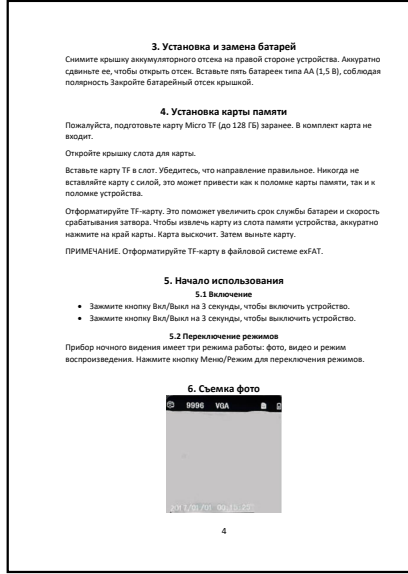 3. Установка и замена батарей
Снимите крышку аккумуляторного отсека на правой стороне устройства. Аккуратно
сдвиньте ее, чтобы открыть отсек. Вставьте пять батареек типа АА (1,5 В), соблюдая
полярность Закройте батарейный отсек крышкой.
4. Установка карты памяти
Пожалуйста, подготовьте карту Micro TF (до 128 ГБ) заранее. В комплект карта не
входит.
Откройте крышку слота для карты.
Вставьте карту TF в слот. Убедитесь, что направление правильное. Никогда не
вставляйте карту с силой, это может привести как к поломке карты памяти, так и к
поломке устройства.
Отформатируйте TF-карту. Это поможет увеличить срок службы батареи и скорость
срабатывания затвора. Чтобы извлечь карту из слота памяти устройства, аккуратно
нажмите на край карты. Карта выскочит. Затем выньте карту.
ПРИМЕЧАНИЕ. Отформатируйте TF-карту в файловой системе exFAT.
5. Начало использования
5.1 Включение
• Зажмите кнопку Вкл/Выкл на 3 секунды, чтобы включить устройство.
• Зажмите кнопку Вкл/Выкл на 3 секунды, чтобы выключить устройство.
5.2 Переключение режимов
Прибор ночного видения имеет три режима работы: фото, видео и режим
воспроизведения. Нажмите кнопку Меню/Режим для переключения режимов.
6. Съемка фото
9996 VGA
4